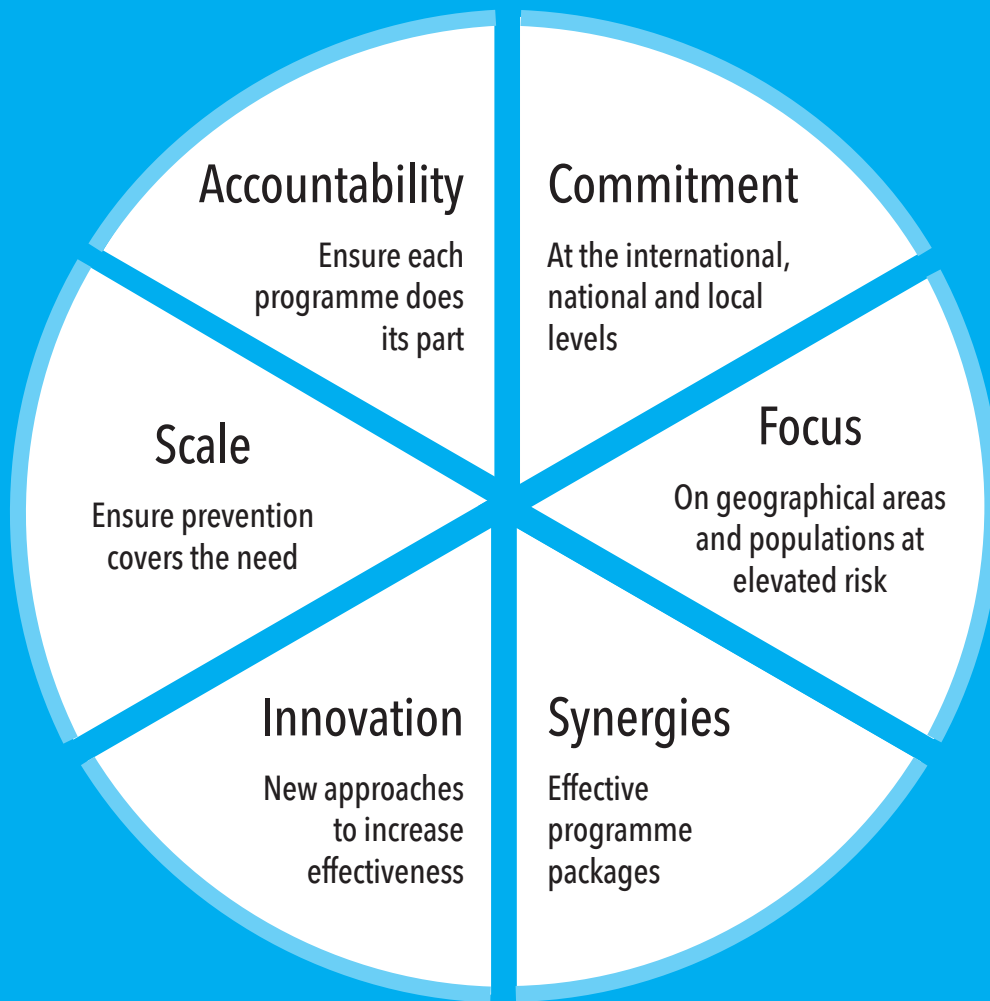 Accountability
Ensure each
programme does
its part
Commitment
At the international,
national and local
levels
Focus
On geographical areas
and populations at
elevated risk
Synergies
Effective
programme
packages
Innovation
New approaches
to increase
effectiveness
Scale
Ensure prevention
covers the need